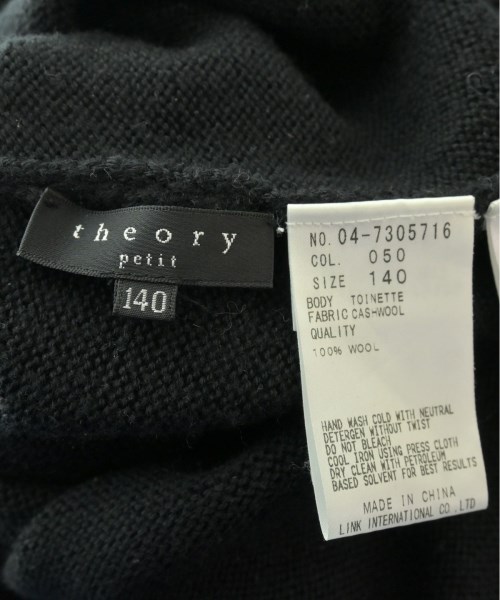 theory
petit
140
NO. 04-7305716
COL. 050
SIZE 140
BODY TOINETTE
FABRIC CAS-WOOL
QUALITY
100% WOOL
HAND WASH COLD WITH NEUTRAL
DETERGEN WITHOUT TWIST
DO NOT BLEACH
COOL IRON USING PRESS CLOTH
DRY CLEAN WITH PETROLEUM
BASED SOLVENT FOR BEST RESULTS
MADE IN CHINA
LINK INTERNATIONAL CO.,LTD